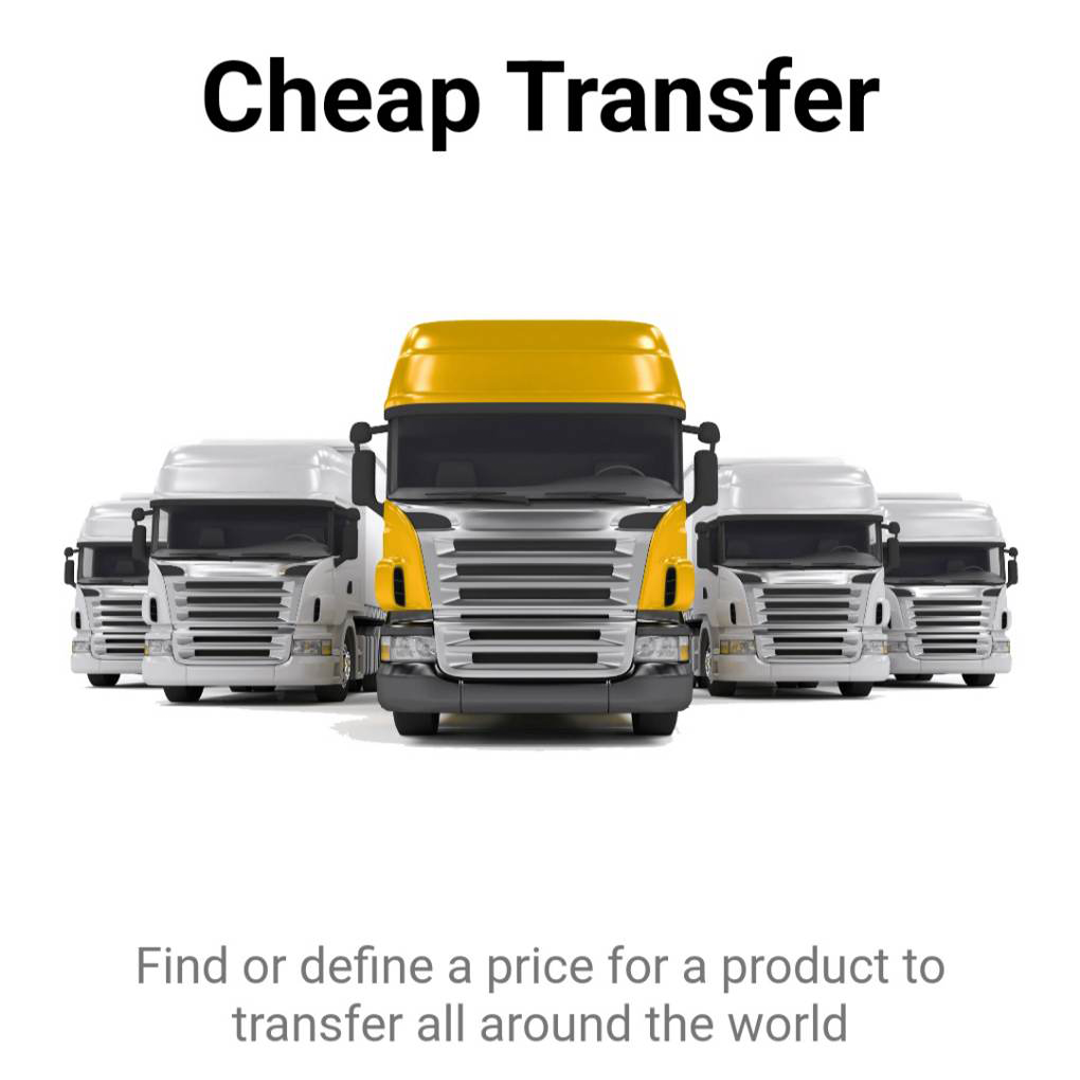 Cheap Transfer
Find or define a price for a product to
transfer all around the world